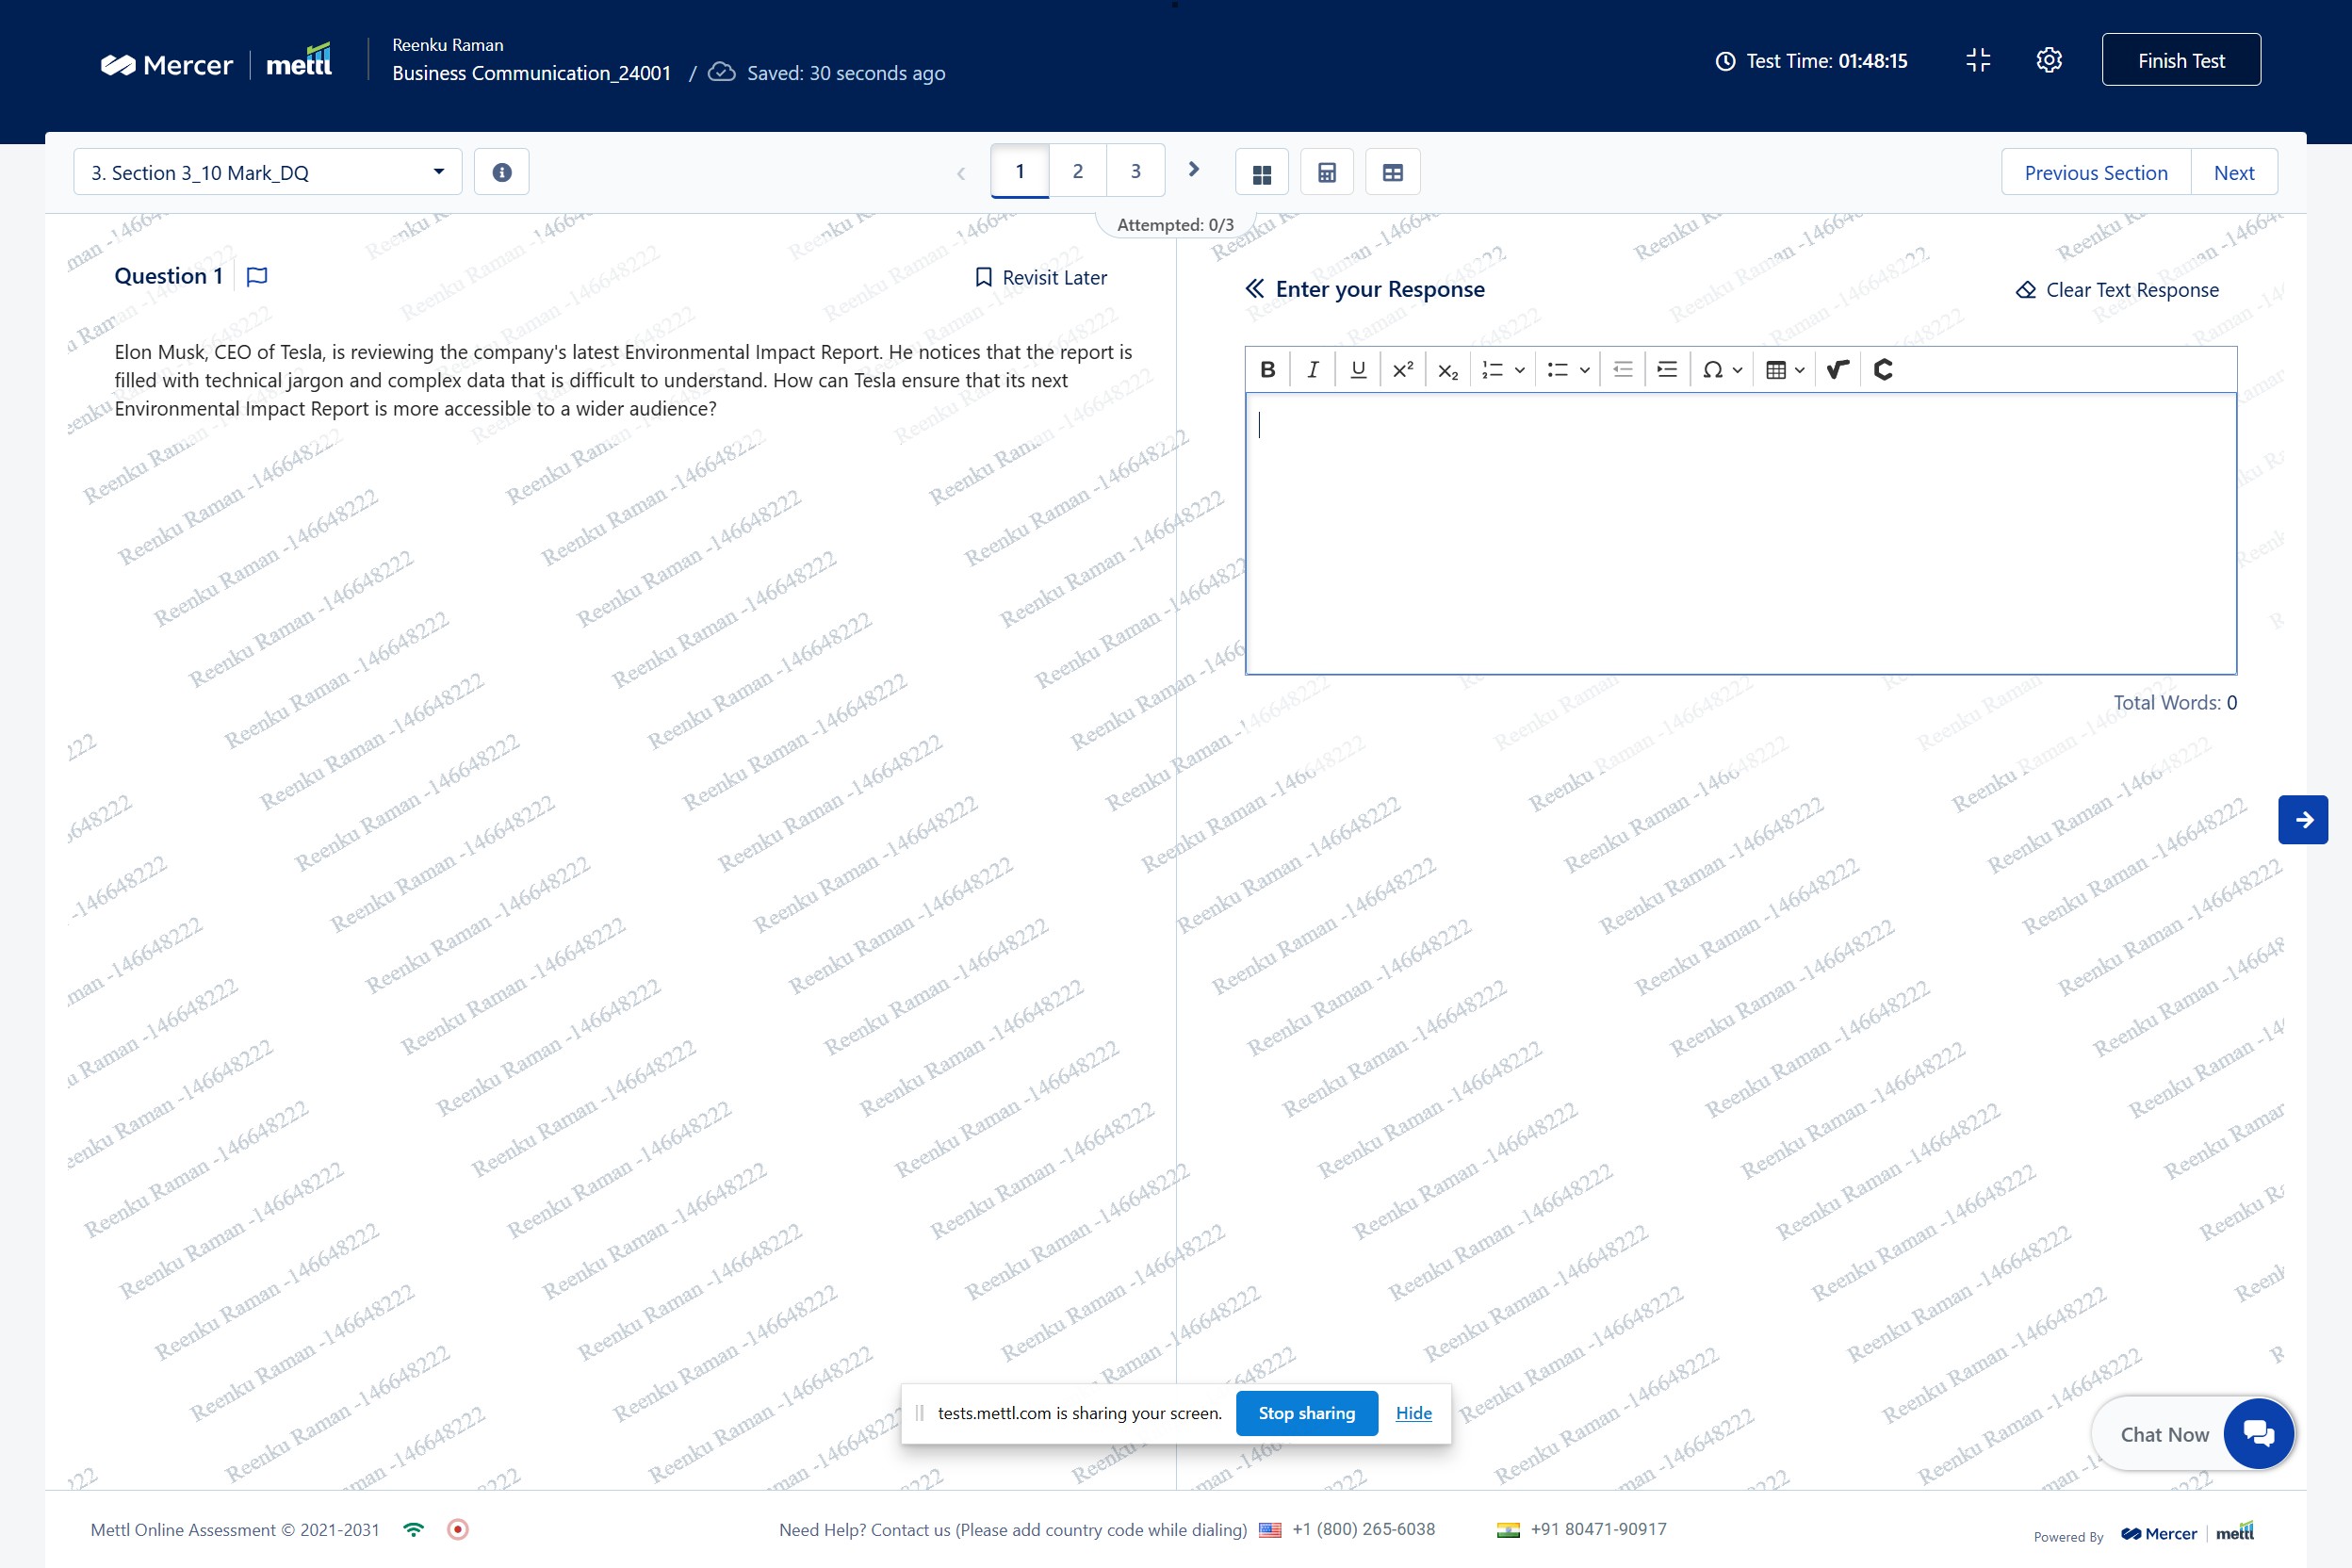 Mercer | mettl
Reenku Raman
Business Communication_24001 / Saved: 30 seconds ago
Test Time: 01:48:15
Finish Test
3. Section 3_10 Mark_DQ
1 2 3
Previous Section
Next
Attempted: 0/3
Question 1
Revisit Later
Elon Musk, CEO of Tesla, is reviewing the company's latest Environmental Impact Report. He notices that the report is
filled with technical jargon and complex data that is difficult to understand. How can Tesla ensure that its next
Environmental Impact Report is more accessible to a wider audience?
Enter your Response
Clear Text Response
Total Words: 0
Reenku Raman -146648222
tests.mettl.com is sharing your screen.
Stop sharing
Hide
Chat Now
Mettl Online Assessment © 2021-2031
Need Help? Contact us (Please add country code while dialing) +1 (800) 265-6038 +91 80471-90917
Powered By Mercer | mettl